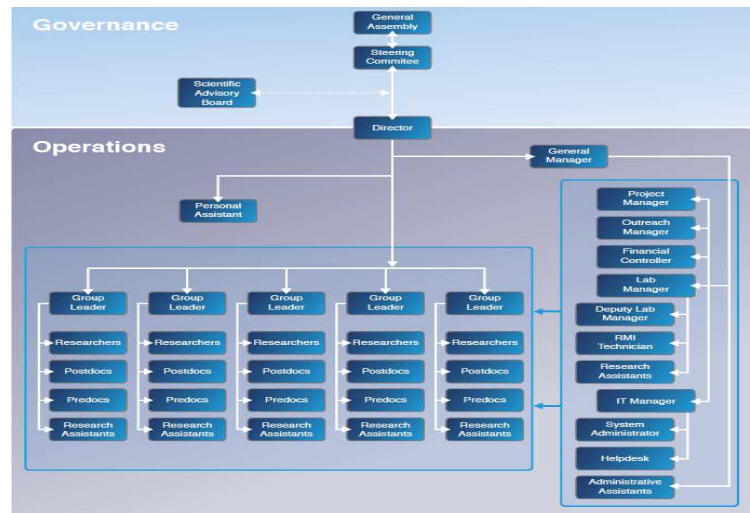 Governance
General
Assembly
Steering
Commitee
Scientific
Advisory
Board
Director
Operations
General
Manager
Personal
Assistant
Project
Manager
Outreach
Manager
Financial
Controller
Lab
Manager
Deputy Lab
Manager
RMI
Technician
Research
Assistants
IT Manager
System
Administrator
Helpdesk
Administrative
Assistants
Group
Leader
Researchers
Postdocs
Predocs
Research
Assistants
Group
Leader
Researchers
Postdocs
Predocs
Research
Assistants
Group
Leader
Researchers
Postdocs
Predocs
Research
Assistants
Group
Leader
Researchers
Postdocs
Predocs
Research
Assistants
Group
Leader
Researchers
Postdocs
Predocs
Research
Assistants